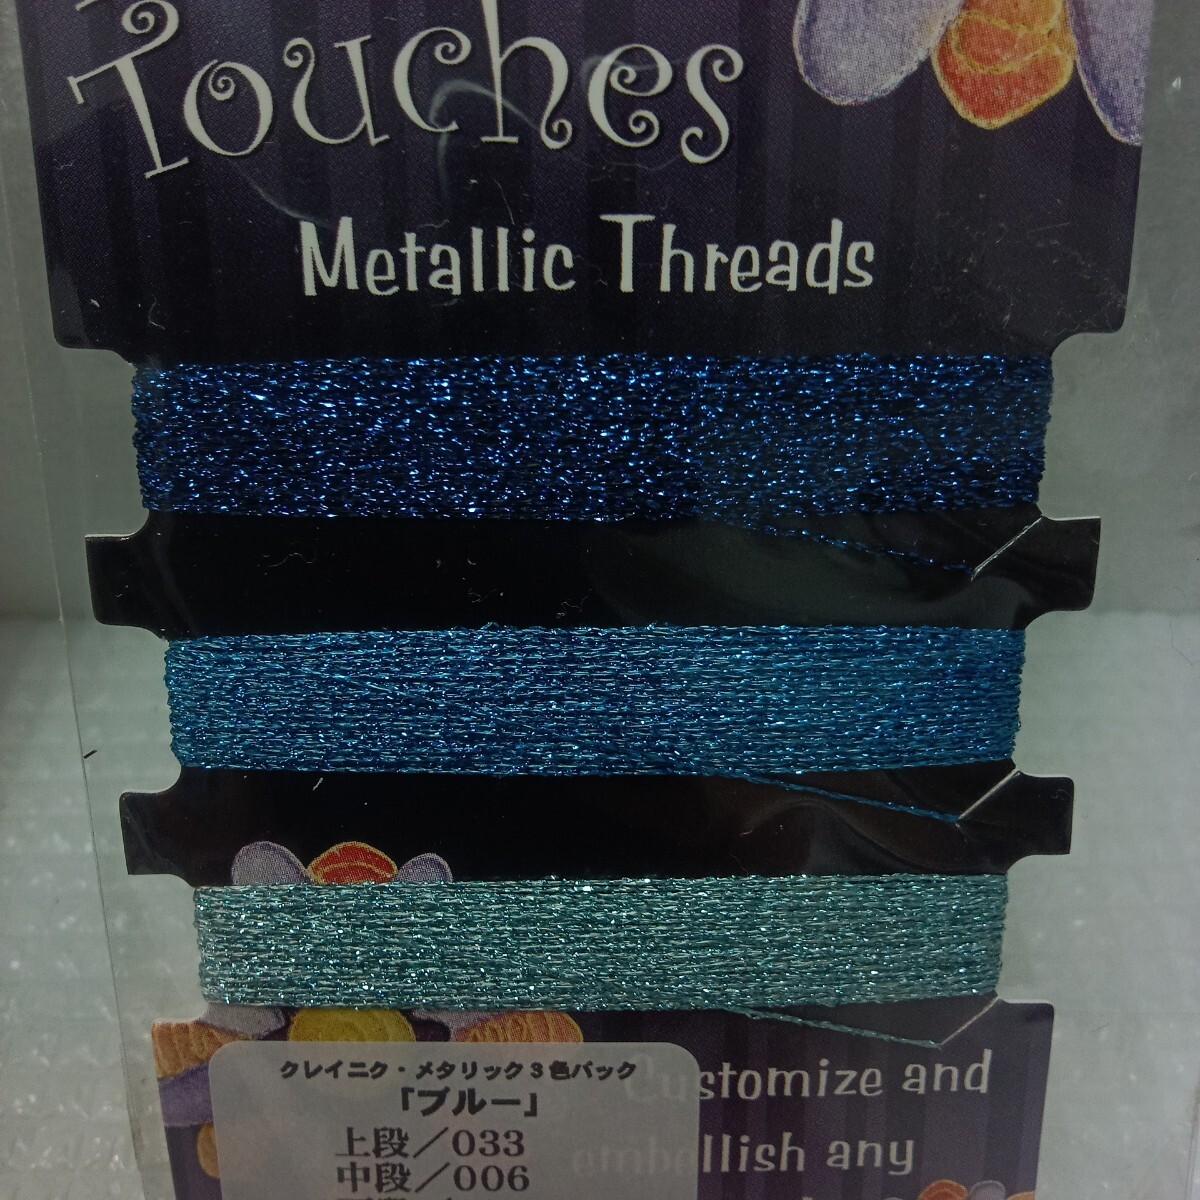 Touches
Metallic Threads
クレイニク・メタリック3色パック
「ブルー」
上段／033
中段／006
Customize and
embellish any